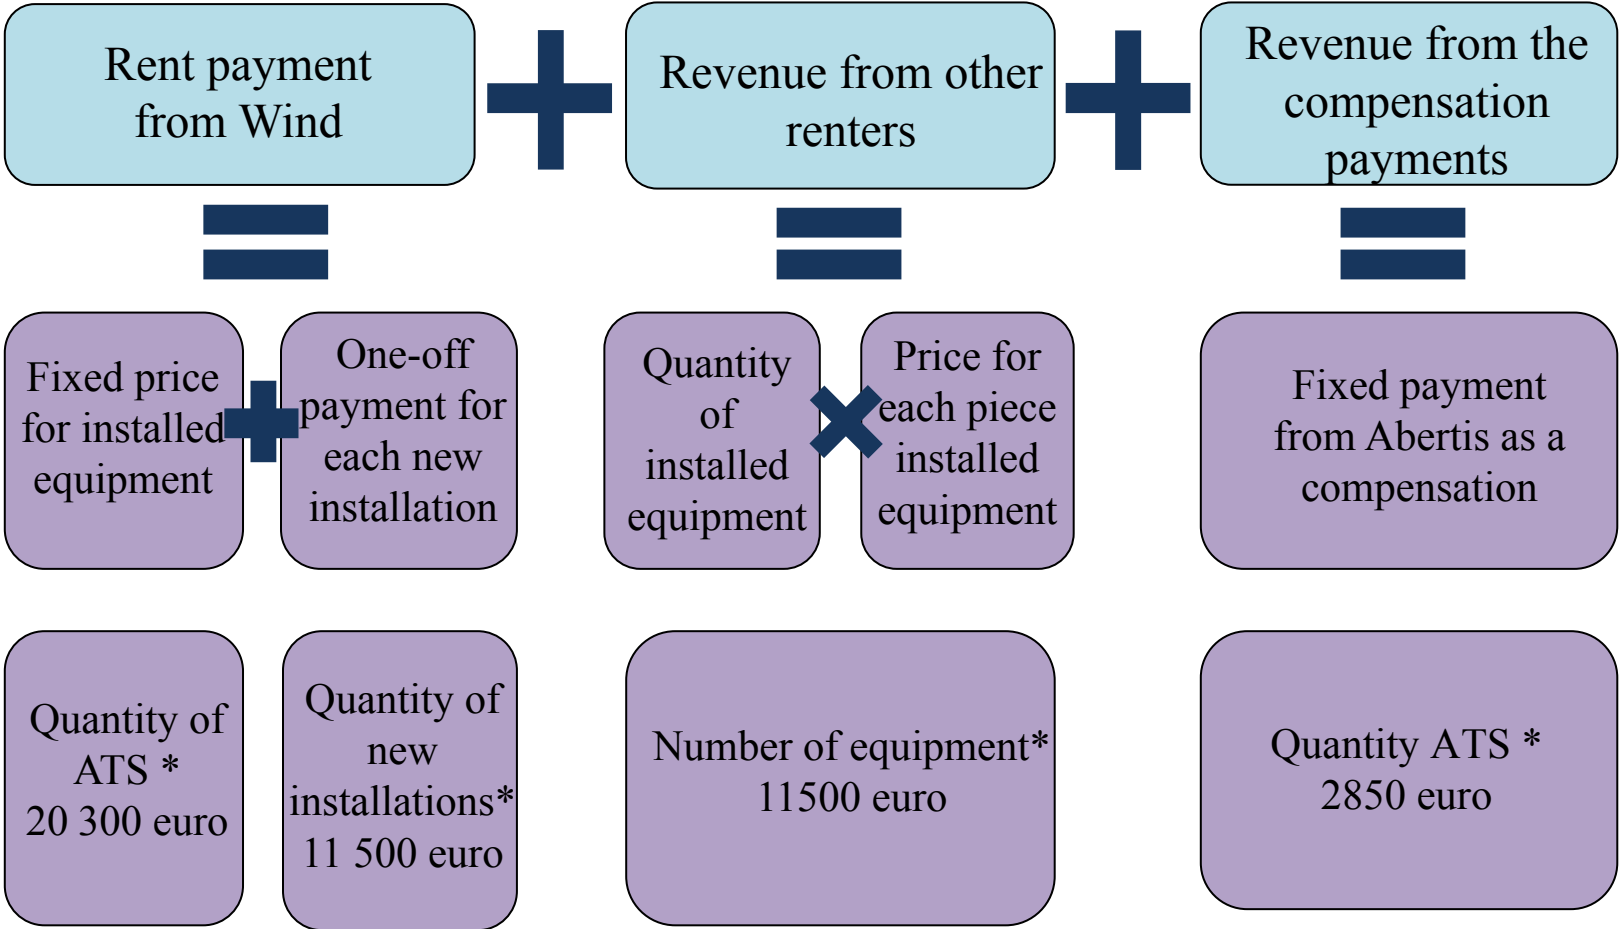 Rent payment
from Wind
Revenue from other
renters
Revenue from the
compensation
payments
Fixed price
for installed
equipment
One-off
payment for
each new
installation
Quantity
of
installed
equipment
Price for
each piece
installed
equipment
Fixed payment
from Abertis as a
compensation
Quantity of
ATS *
20 300 euro
Quantity of
new
installations*
11 500 euro
Number of equipment*
11500 euro
Quantity ATS *
2850 euro